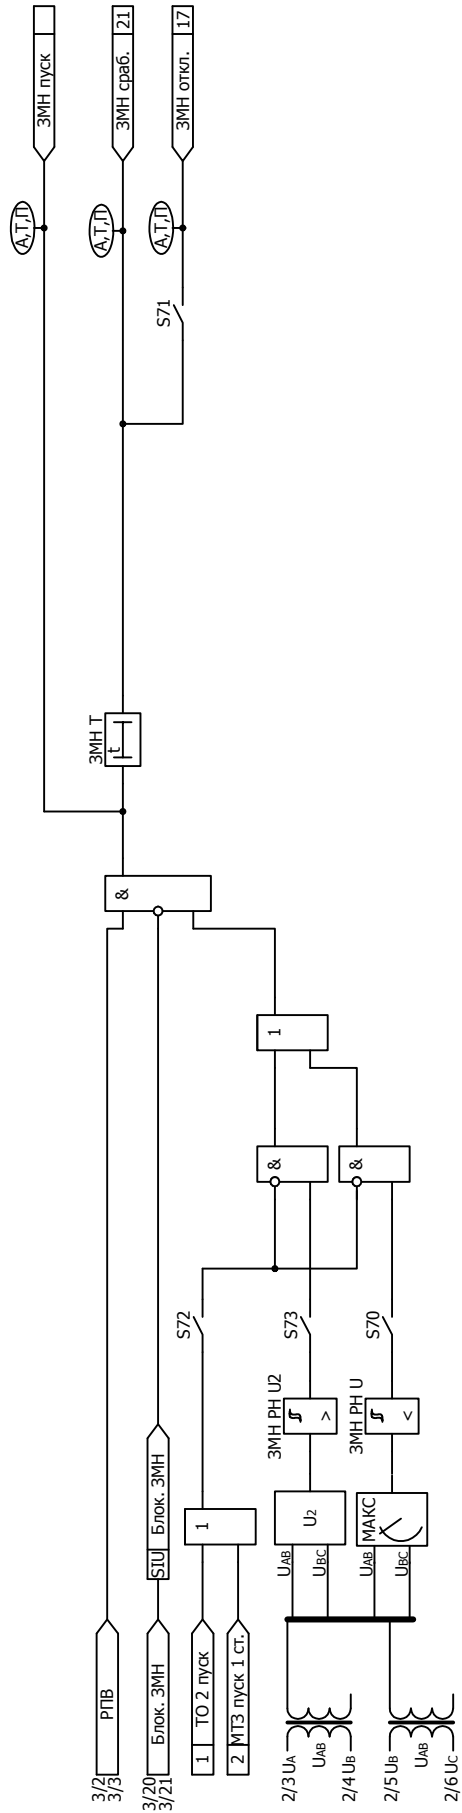 ЗМН пуск
21
ЗМН сраб.
17
ЗМН откл.
А,Т,П
А,Т,П
А,Т,П
S71
ЗМН Т
t
&
1
&
&
S72
S73
S70
ЗМН РН U2
>
ЗМН РН U
<
SIU
Блок. ЗМН
1
U2
МАКС
UAB
UBC
UAB
UBC
3/2
3/3
РПВ
3/20
3/21
Блок. ЗМН
1
ТО 2 пуск
2
МТЗ пуск 1 ст.
2/3 UA
UAB
2/4 UB
2/5 UB
UAB
2/6 UC